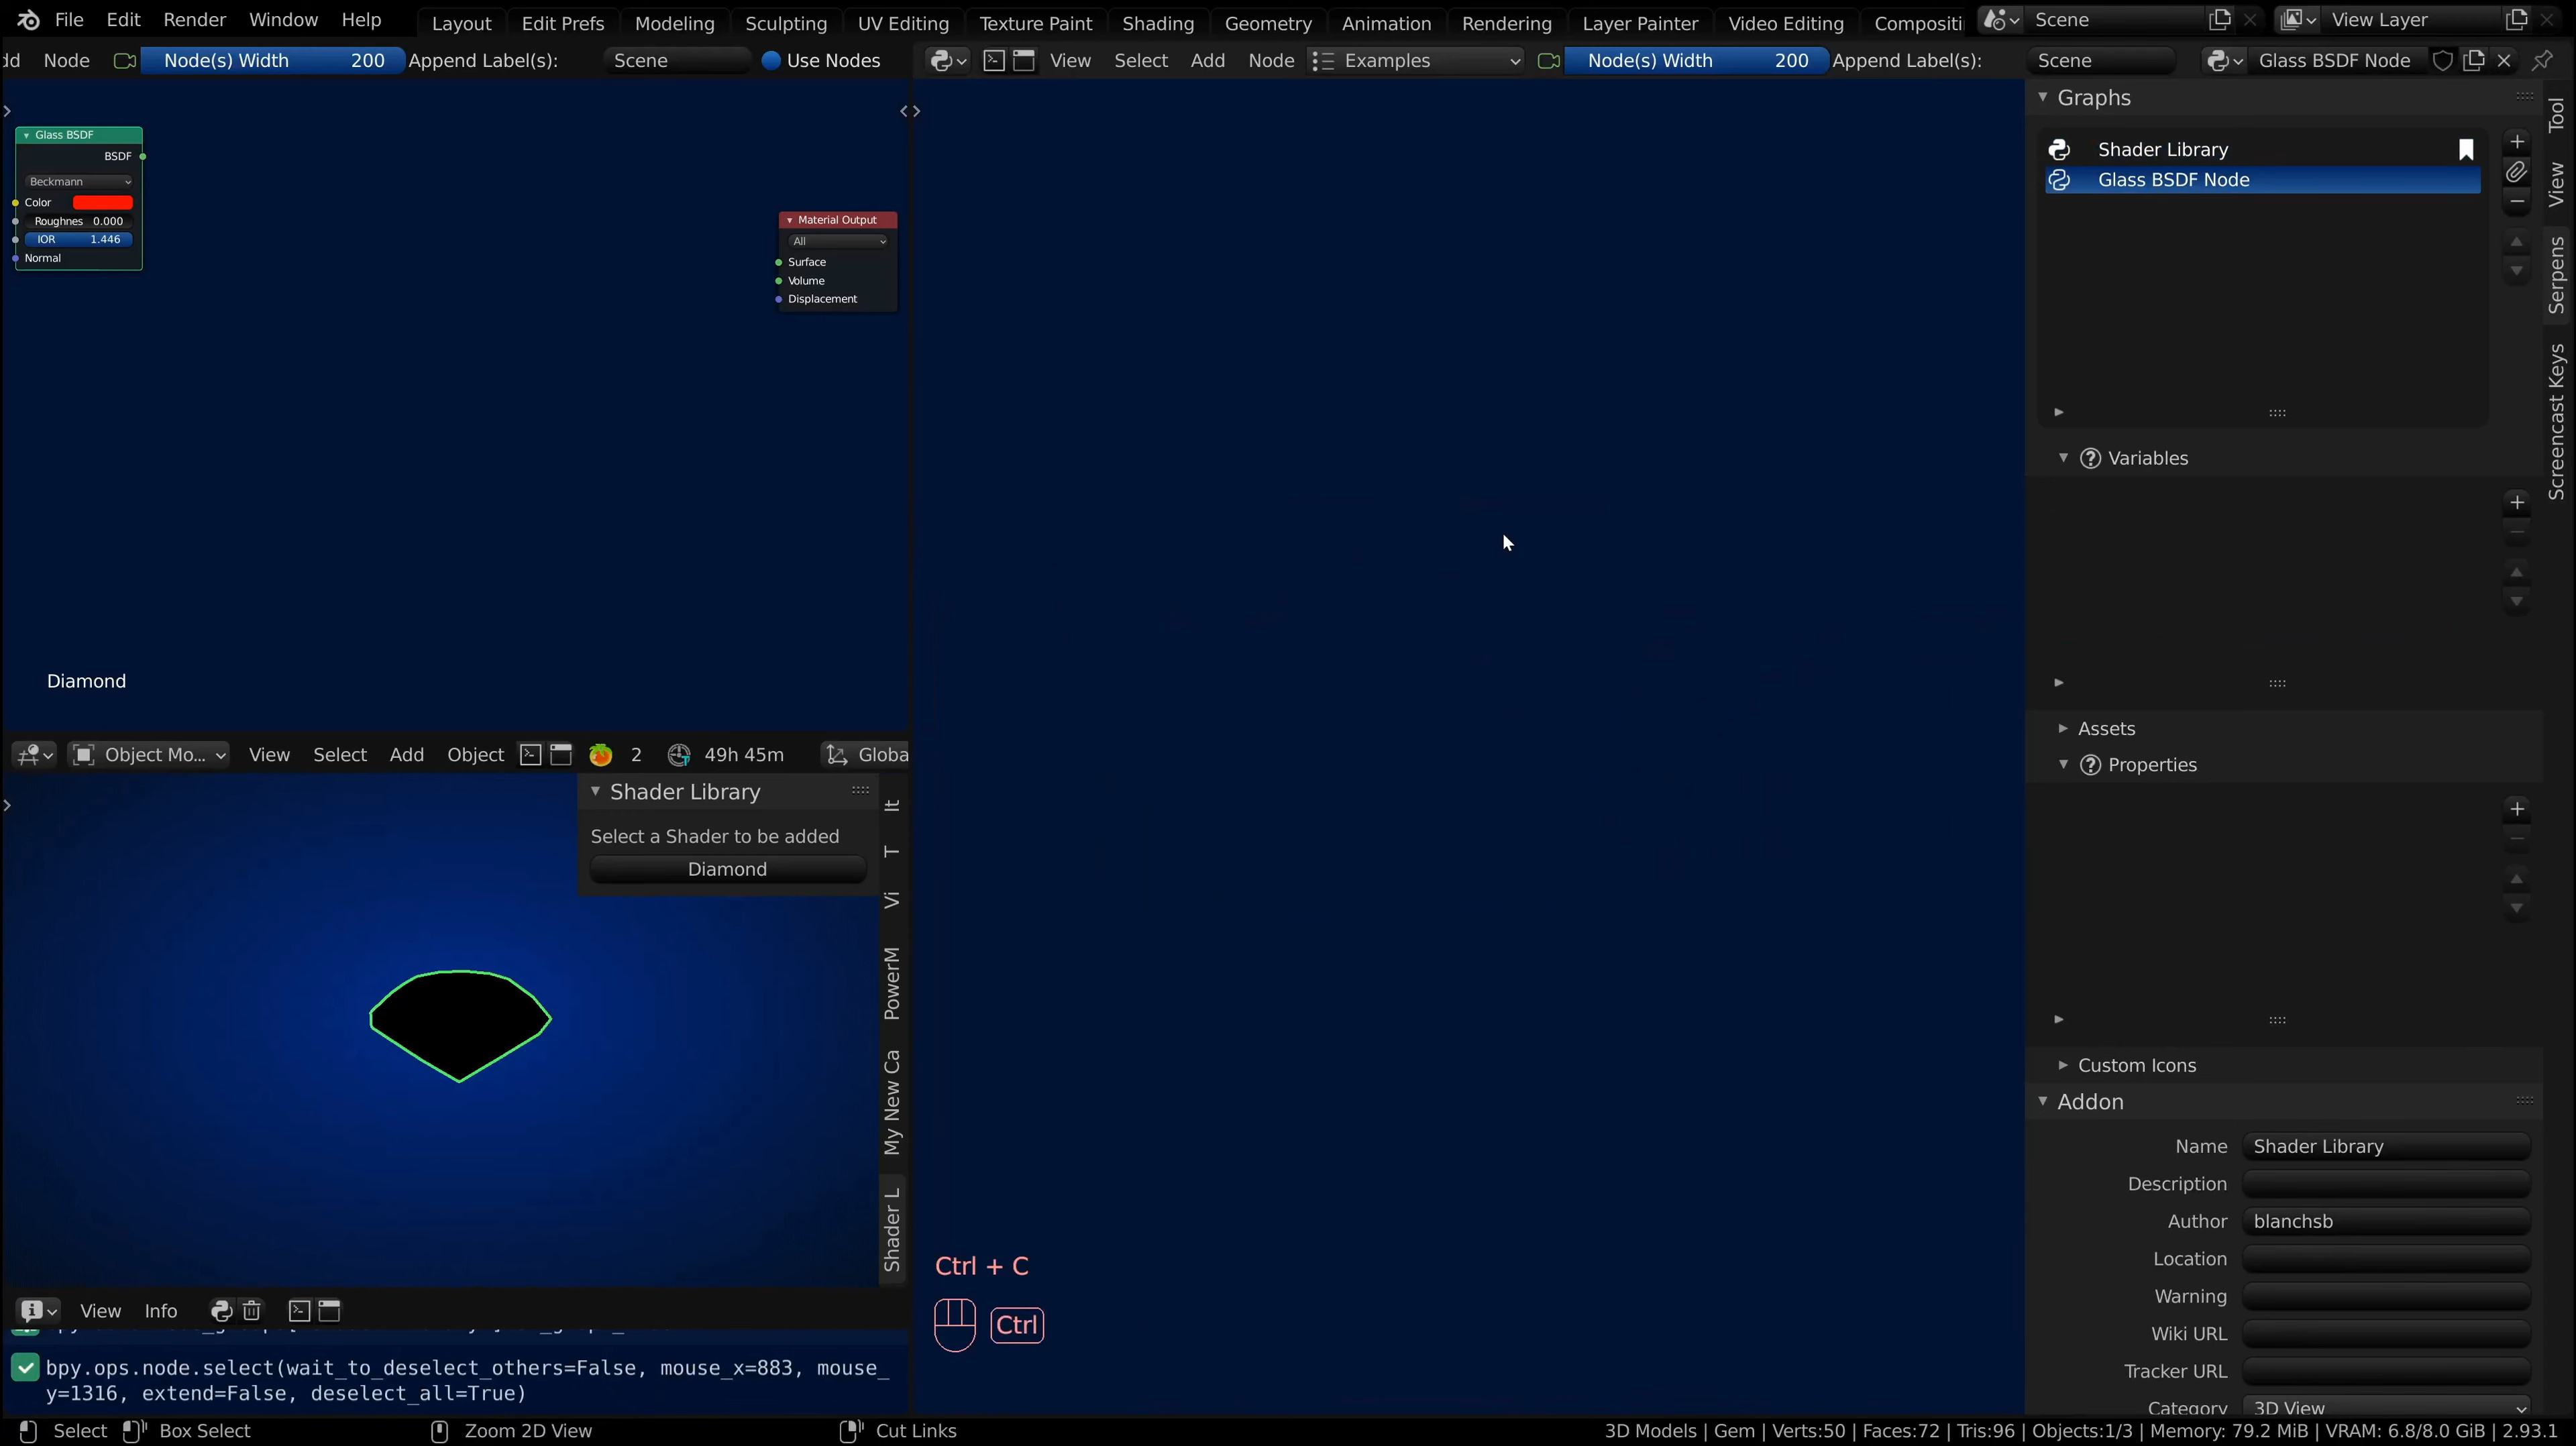 File Edit Render Window Help Layout Edit Prefs Modeling Sculpting UV Editing Texture Paint Shading Geometry Animation Rendering Layer Painter Video Editing Compositi Scene View Layer
dd Node Node(s) Width 200 Append Label(s): Scene Use Nodes View Select Add Node Examples Node(s) Width 200 Append Label(s): Scene Glass BSDF Node
Glass BSDF
BSDF
Beckmann
Color
Roughnes 0.000
IOR 1.446
Normal
Material Output
All
Surface
Volume
Displacement
Diamond
Object Mo... View Select Add Object 2 49h 45m Globa
Shader Library
Select a Shader to be added
Diamond
It
T
Vi
PowerM
My New Ca
Shader L
View Info
bpy.ops.node.select(wait_to_deselect_others=False, mouse_x=883, mouse_
y=1316, extend=False, deselect_all=True)
Ctrl + C
Ctrl
Graphs
Shader Library
Glass BSDF Node
Variables
Assets
Properties
Custom Icons
Addon
Name Shader Library
Description
Author blanchsb
Location
Warning
Wiki URL
Tracker URL
Category 3D View
Tool
View
Serpens
Screencast Keys
Select Box Select Zoom 2D View Cut Links 3D Models | Gem | Verts:50 | Faces:72 | Tris:96 | Objects:1/3 | Memory: 79.2 MiB | VRAM: 6.8/8.0 GiB | 2.93.1